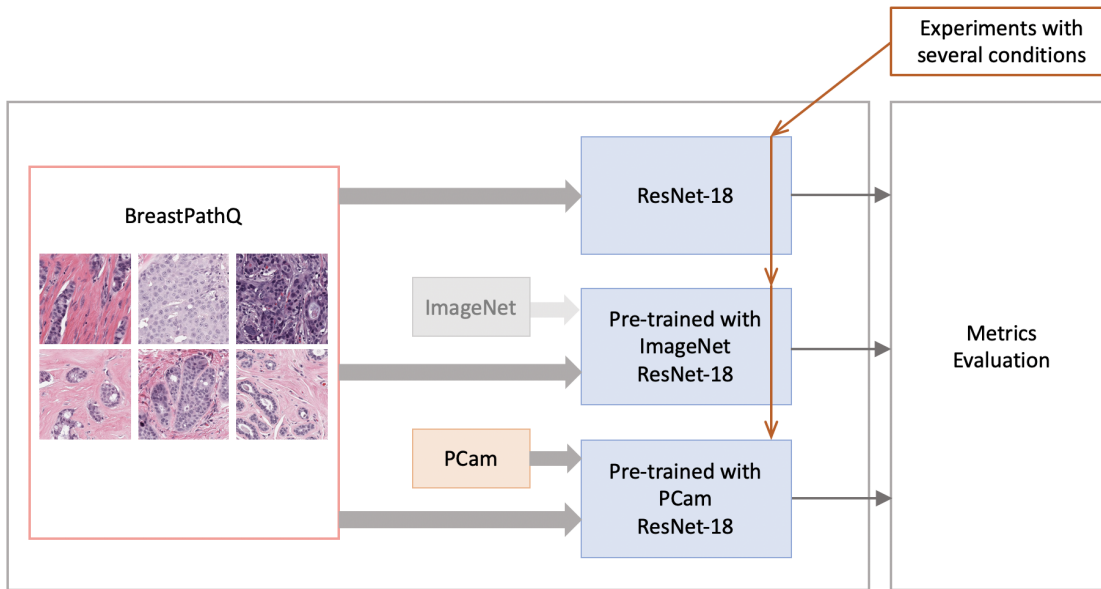 Experiments with
several conditions
BreastPathQ
ResNet-18
ImageNet
Pre-trained with
ImageNet
ResNet-18
PCam
Pre-trained with
PCam
ResNet-18
Metrics
Evaluation